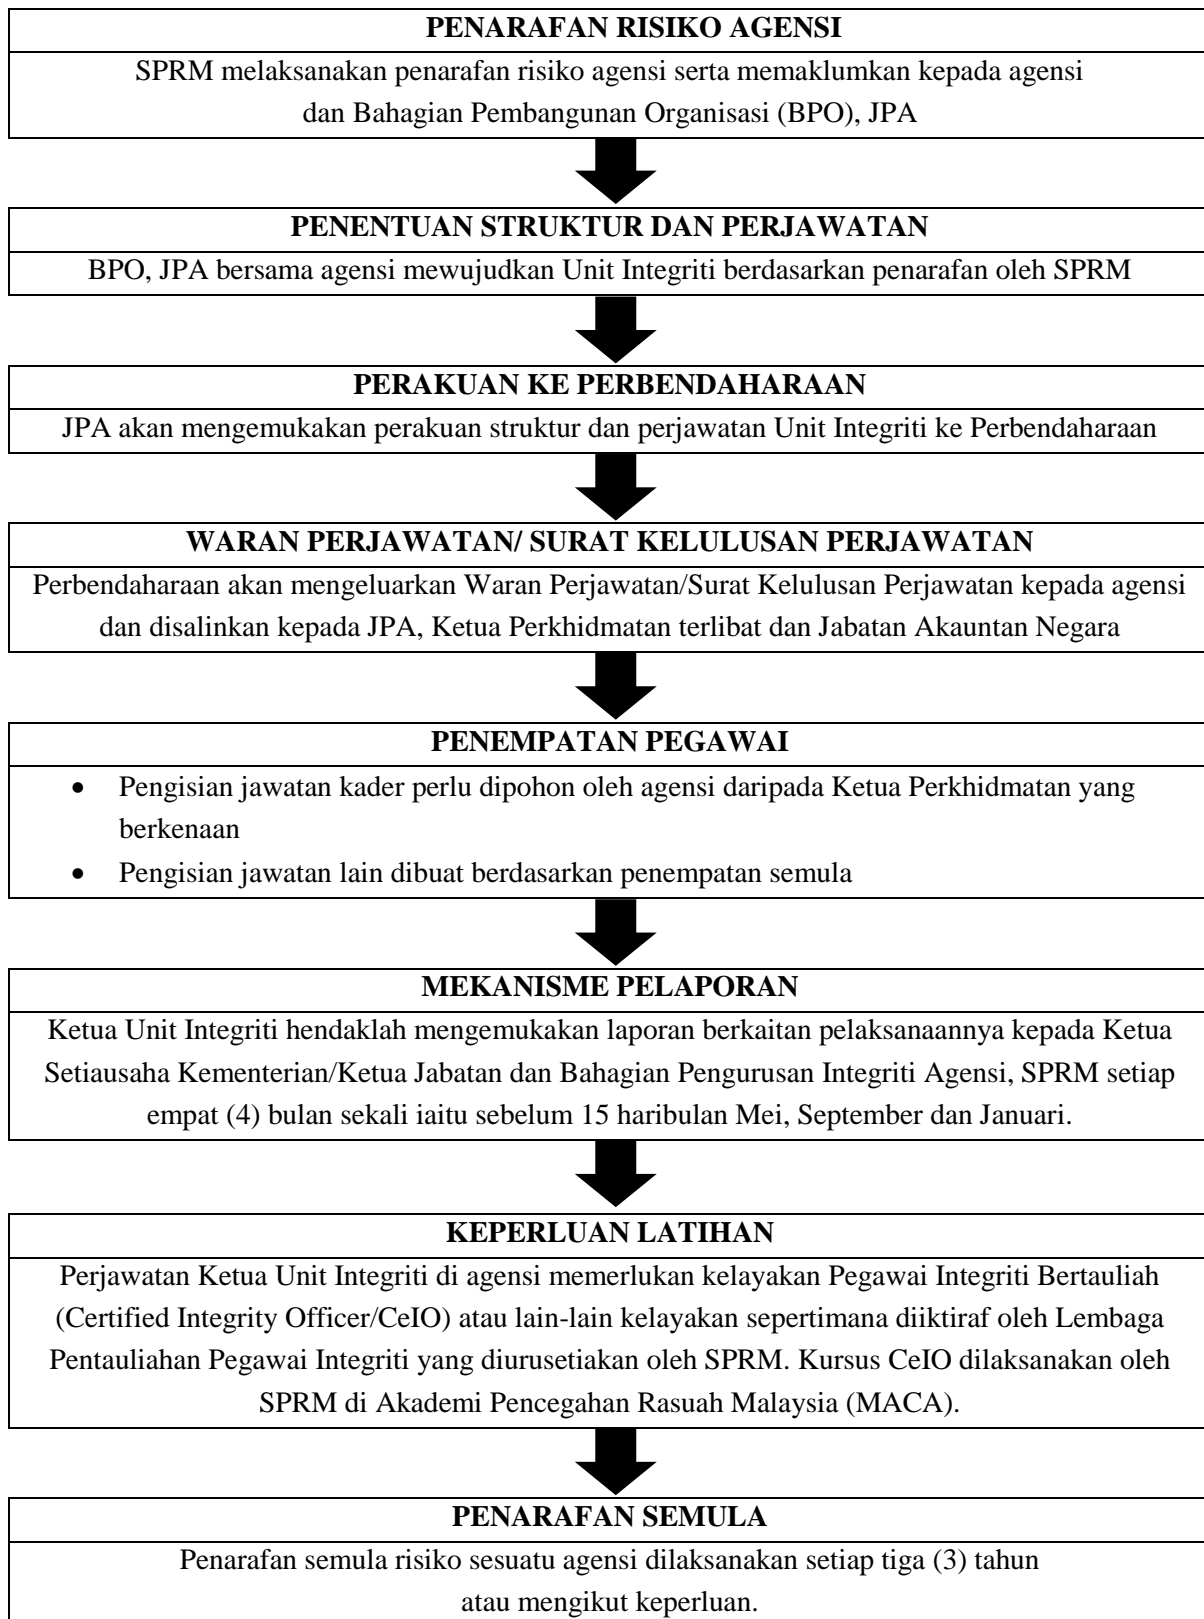 PENARAFAN RISIKO AGENSI
SPRM melaksanakan penarafan risiko agensi serta memaklumkan kepada agensi
dan Bahagian Pembangunan Organisasi (BPO), JPA
PENENTUAN STRUKTUR DAN PERJAWATAN
BPO, JPA bersama agensi mewujudkan Unit Integriti berdasarkan penarafan oleh SPRM
PERAKUAN KE PERBENDAHARAAN
JPA akan mengemukakan perakuan struktur dan perjawatan Unit Integriti ke Perbendaharaan
WARAN PERJAWATAN/ SURAT KELULUSAN PERJAWATAN
Perbendaharaan akan mengeluarkan Waran Perjawatan/Surat Kelulusan Perjawatan kepada agensi
dan disalinkan kepada JPA, Ketua Perkhidmatan terlibat dan Jabatan Akauntan Negara
PENEMPATAN PEGAWAI
• Pengisian jawatan kader perlu dipohon oleh agensi daripada Ketua Perkhidmatan yang
berkenaan
• Pengisian jawatan lain dibuat berdasarkan penempatan semula
MEKANISME PELAPORAN
Ketua Unit Integriti hendaklah mengemukakan laporan berkaitan pelaksanaannya kepada Ketua
Setiausaha Kementerian/Ketua Jabatan dan Bahagian Pengurusan Integriti Agensi, SPRM setiap
empat (4) bulan sekali iaitu sebelum 15 haribulan Mei, September dan Januari.
KEPERLUAN LATIHAN
Perjawatan Ketua Unit Integriti di agensi memerlukan kelayakan Pegawai Integriti Bertauliah
(Certified Integrity Officer/CeIO) atau lain-lain kelayakan sepertimana diiktiraf oleh Lembaga
Pentauliahan Pegawai Integriti yang diurusetiakan oleh SPRM. Kursus CeIO dilaksanakan oleh
SPRM di Akademi Pencegahan Rasuah Malaysia (MACA).
PENARAFAN SEMULA
Penarafan semula risiko sesuatu agensi dilaksanakan setiap tiga (3) tahun
atau mengikut keperluan.